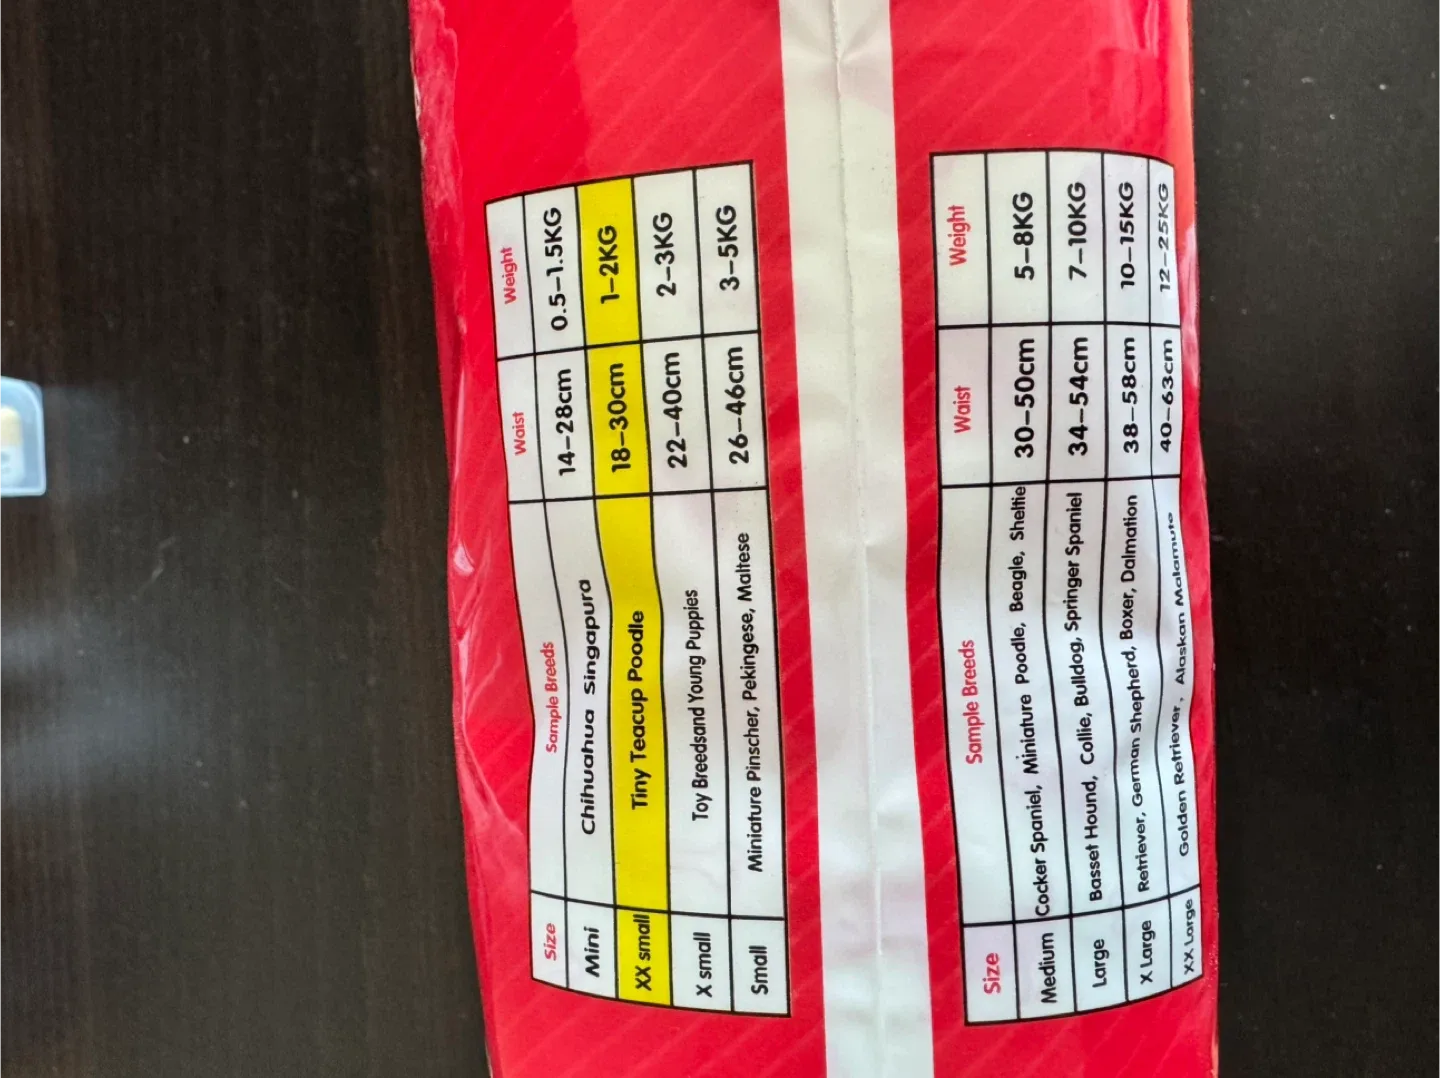 Size Sample Breeds Waist Weight
Mini Chihuahua Singapura 14-28cm 0.5-1.5KG
XX small Tiny Teacup Poodle 18-30cm 1-2KG
X small Toy Breedsand Young Puppies 22-40cm 2-3KG
Small Miniature Pinscher, Pekingese, Maltese 26-46cm 3-5KG
Size Sample Breeds Waist Weight
Medium Cocker Spaniel, Miniature Poodle, Beagle, Sheltie 30-50cm 5-8KG
Large Basset Hound, Collie, Bulldog, Springer Spaniel 34-54cm 7-10KG
X Large Retriever, German Shepherd, Boxer, Dalmation 38-58cm 10-15KG
XX Large Golden Retriever, Alaskan Malamute 40-63cm 12-25KG